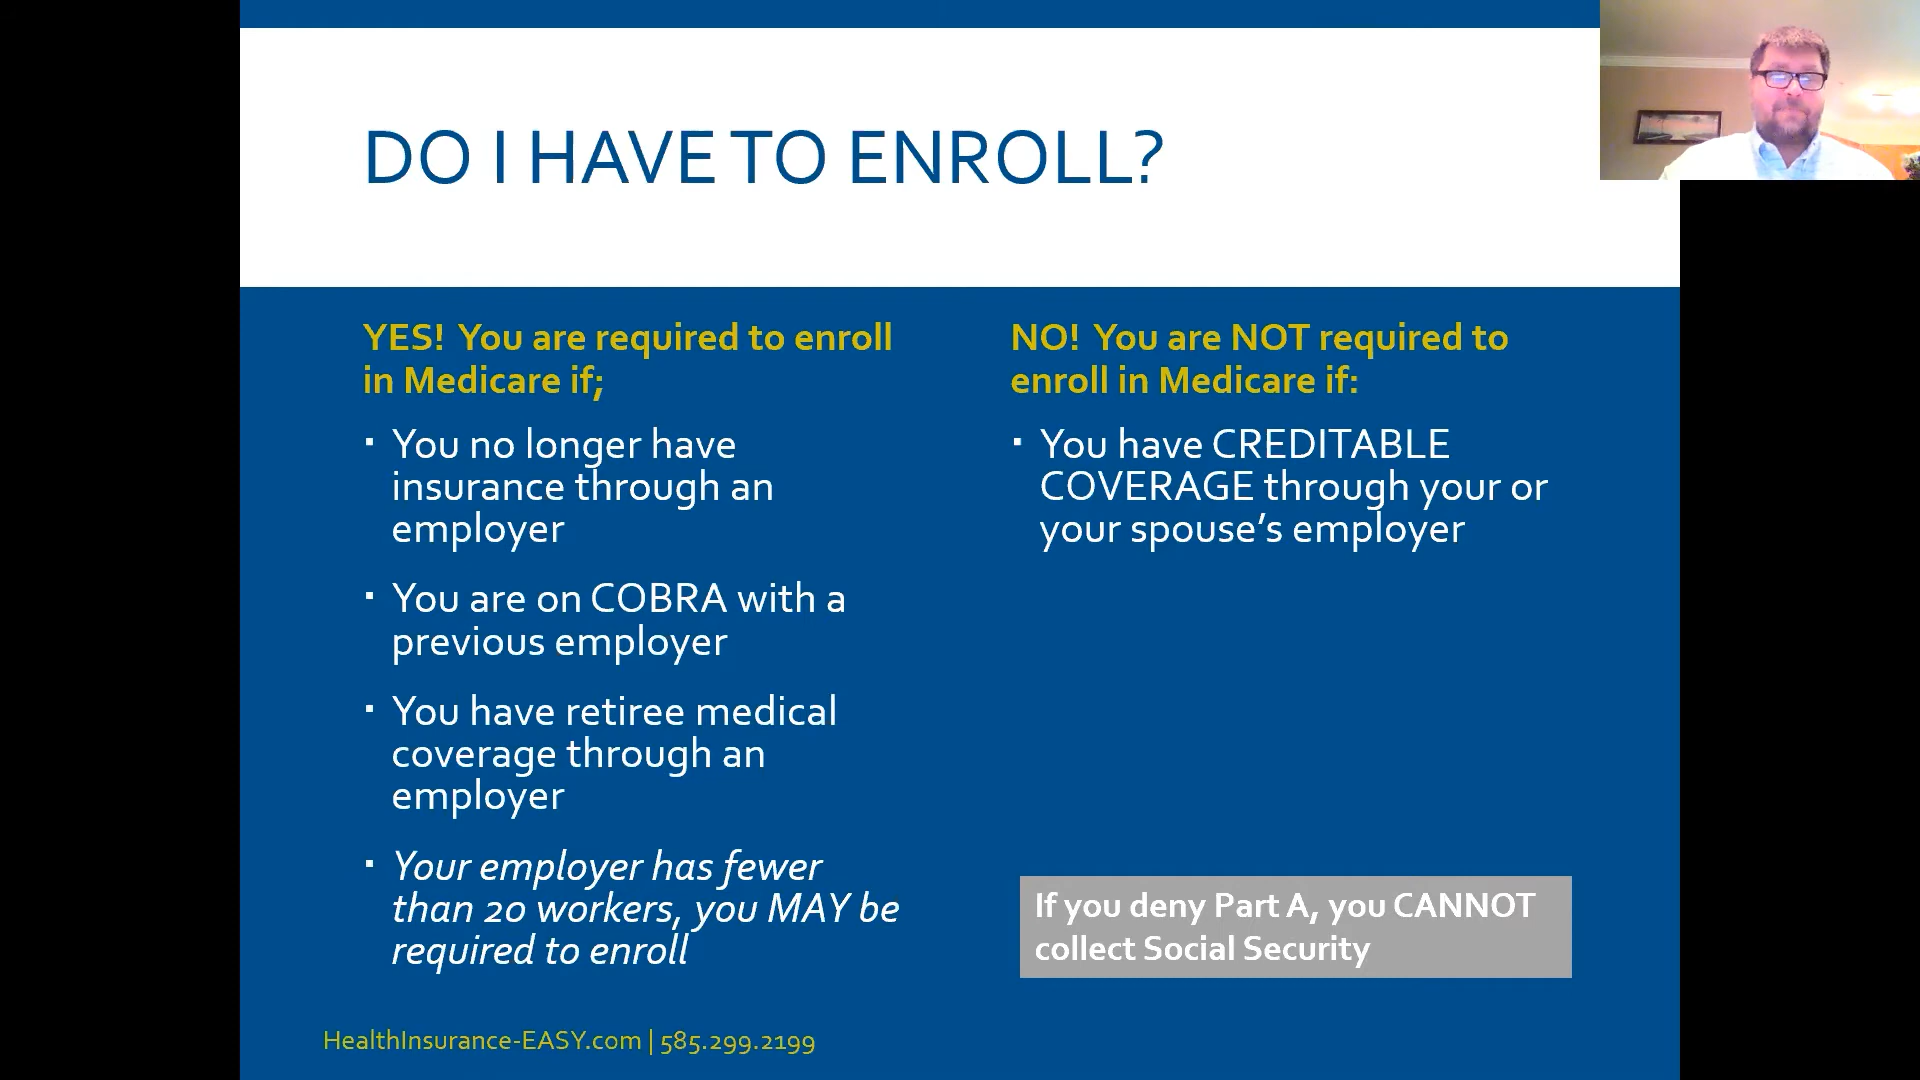 DO I HAVE TO ENROLL?
YES!  You are required to enroll
in Medicare if;
▪ You no longer have
insurance through an
employer
▪ You are on COBRA with a
previous employer
▪ You have retiree medical
coverage through an
employer
▪ Your employer has fewer
than 20 workers, you MAY be
required to enroll
NO!  You are NOT required to
enroll in Medicare if:
▪ You have CREDITABLE
COVERAGE through your or
your spouse’s employer
If you deny Part A, you CANNOT
collect Social Security
HealthInsurance-EASY.com | 585.299.2199